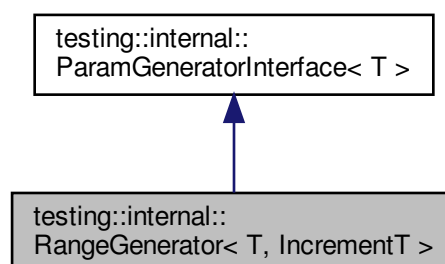 testing::internal::
ParamGeneratorInterface< T >
testing::internal::
RangeGenerator< T, IncrementT >